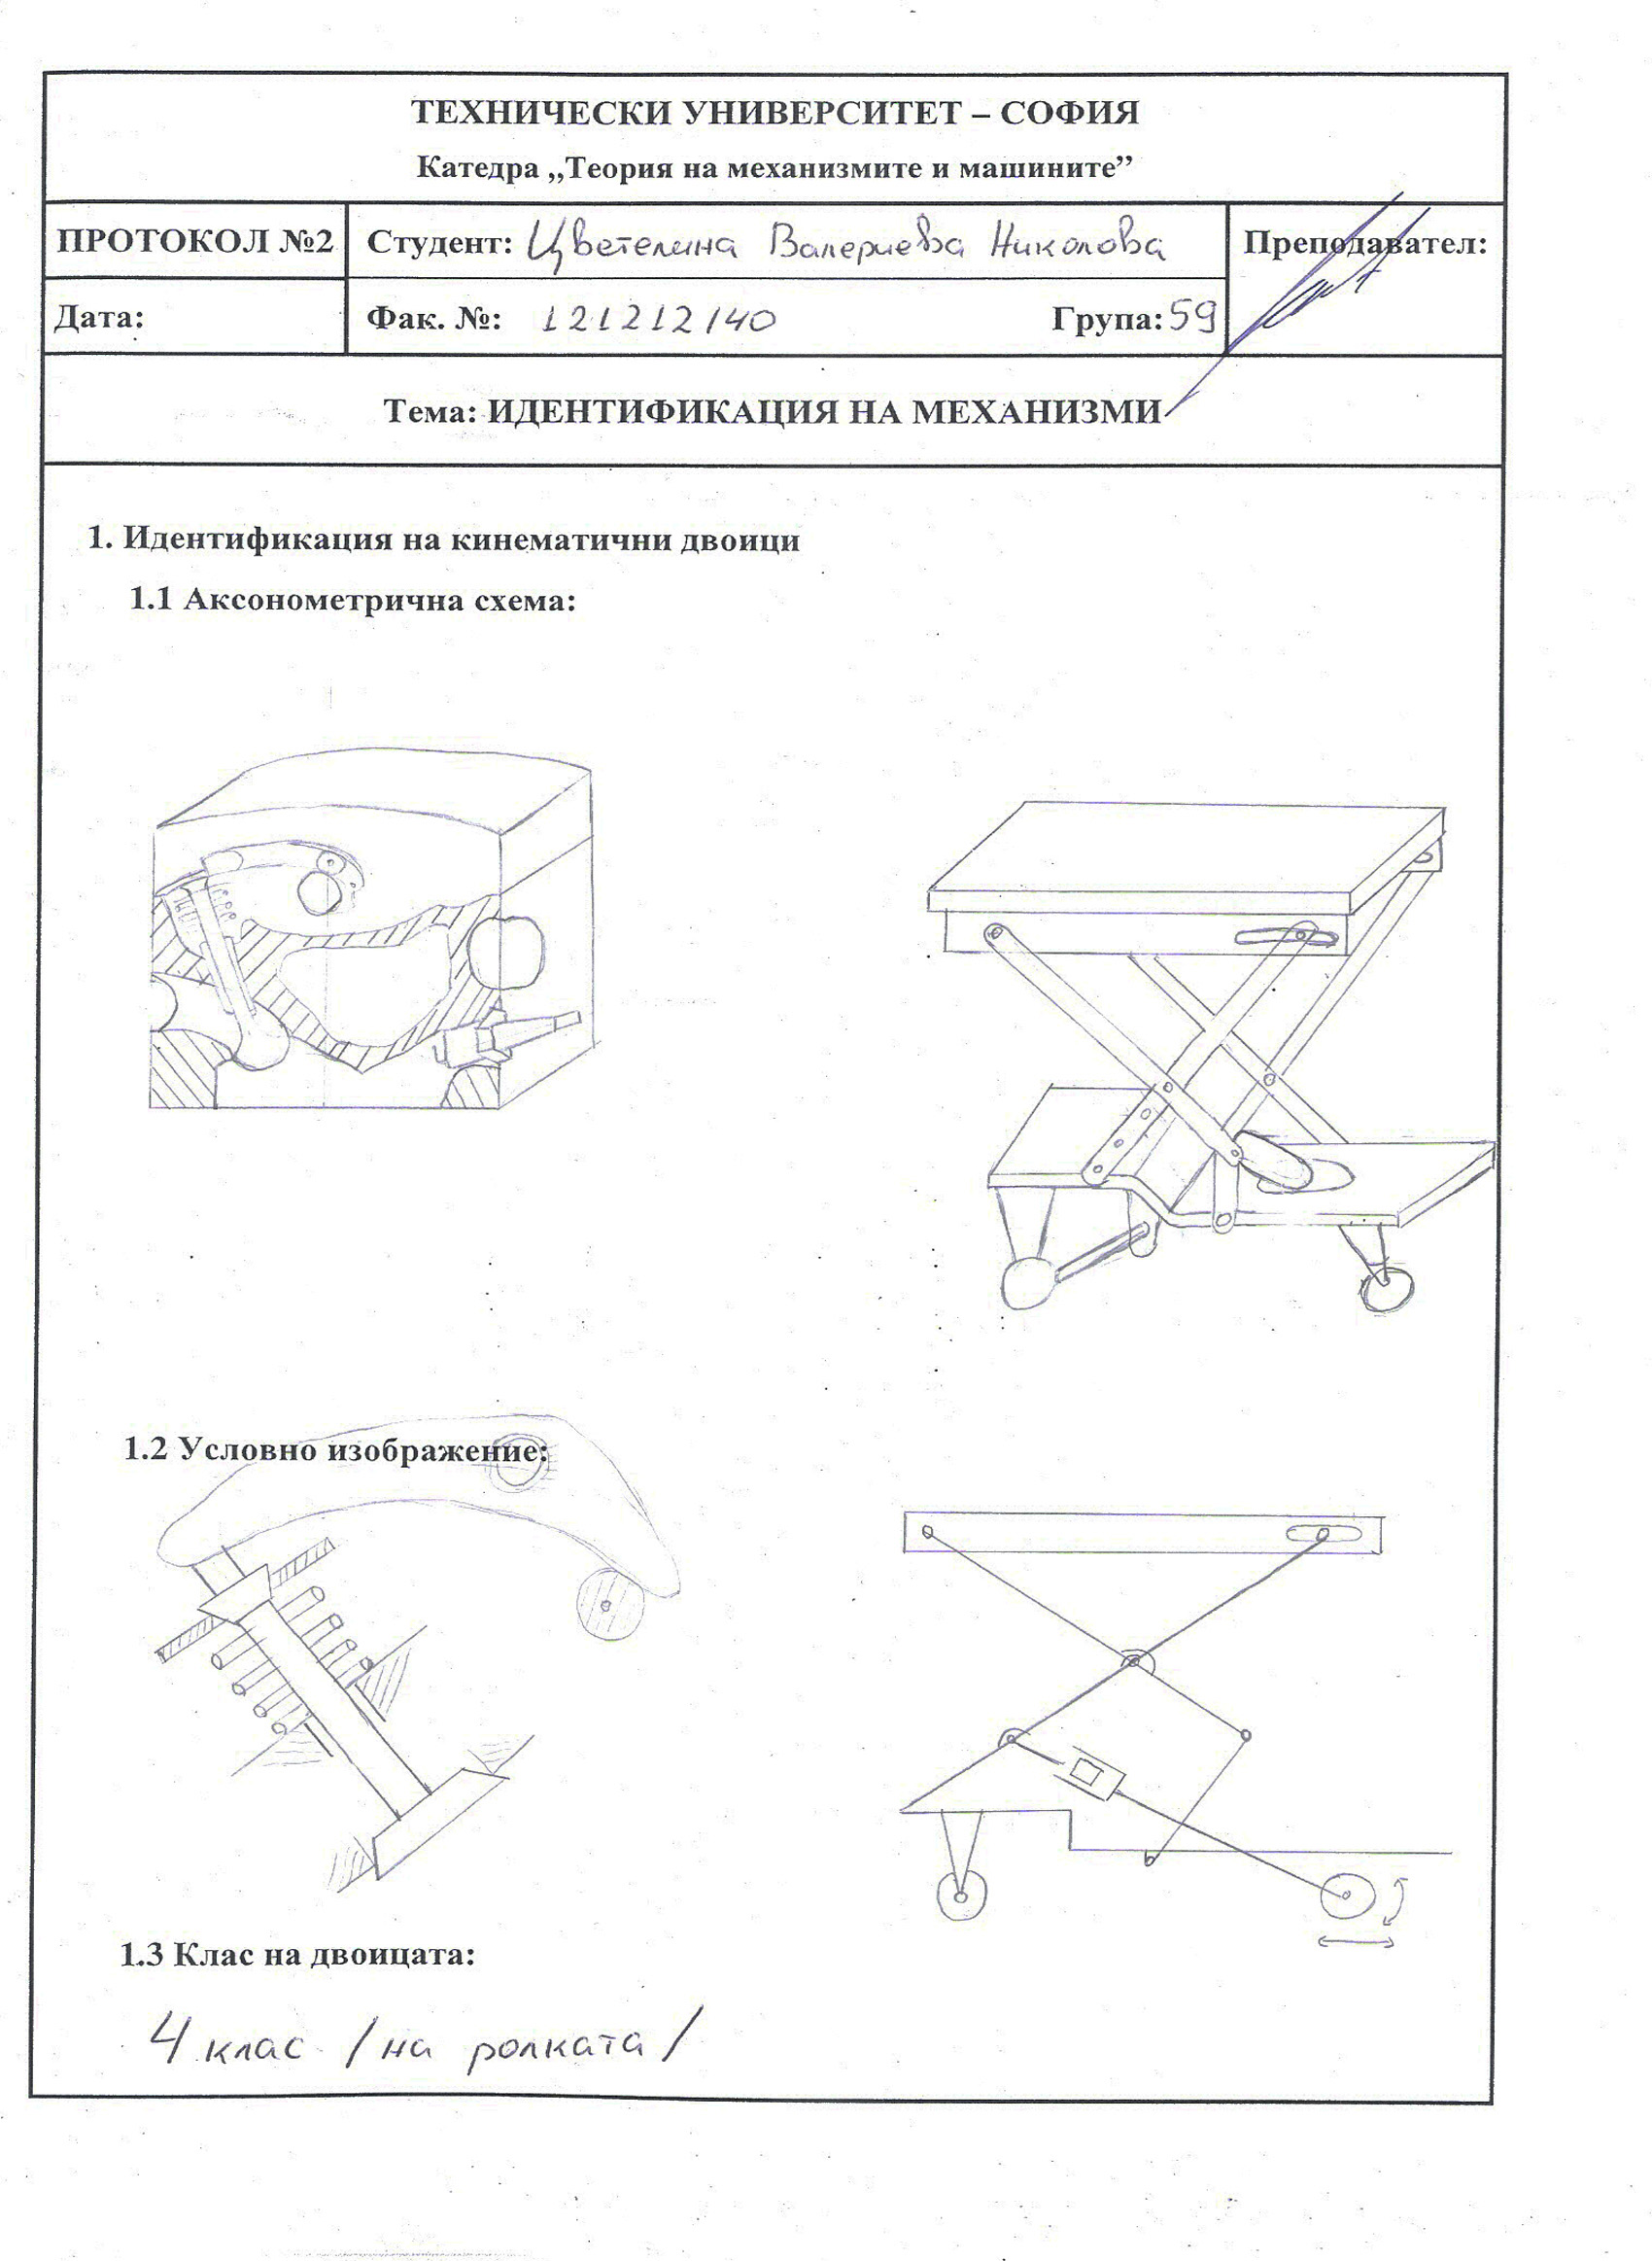 ТЕХНИЧЕСКИ УНИВЕРСИТЕТ – СОФИЯ
Катедра „Теория на механизмите и машините”
ПРОТОКОЛ №2 Студент: Цветелина Валериева Николова Преподавател:
Дата: Фак. №: 121212140 Група: 59
Тема: ИДЕНТИФИКАЦИЯ НА МЕХАНИЗМИ
1. Идентификация на кинематични двоици
1.1 Аксонометрична схема:
1.2 Условно изображение:
1.3 Клас на двоицата:
4 клас /на ролката/